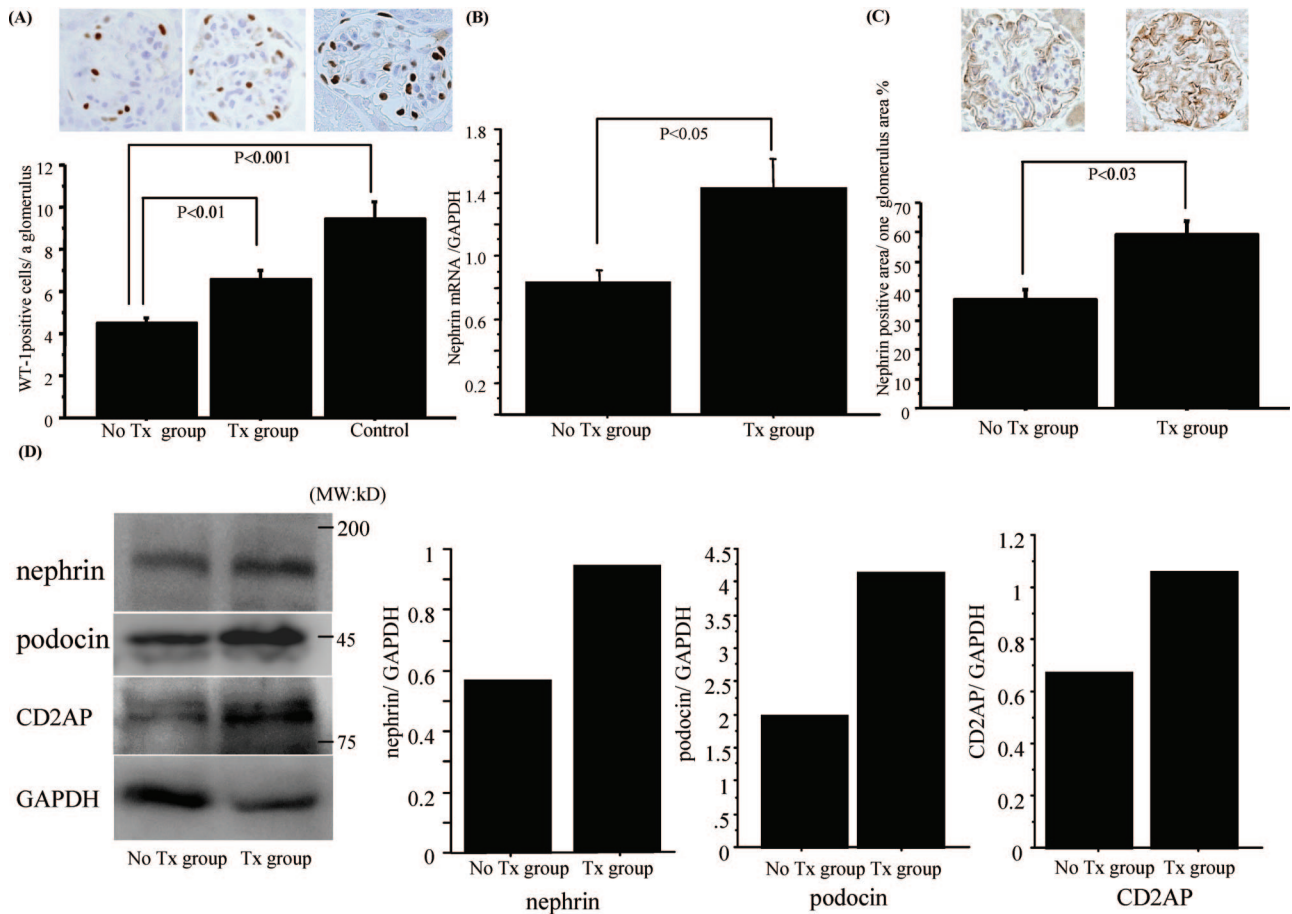 (A)
P<0.001
P<0.01
WT-1positive cells/ a glomerulus
12
10
8
6
4
2
0
No Tx group
Tx group
Control
(B)
P<0.05
Nephrin mRNA /GAPDH
1.8
1.4
1.0
0.6
0.2
No Tx group
Tx group
(C)
P<0.03
Nephrin positive area/ one glomerulus area %
70
60
50
40
30
20
10
0
No Tx group
Tx group
(D)
(MW:kD)
200
nephrin
podocin
45
CD2AP
75
GAPDH
No Tx group
Tx group
nephrin/ GAPDH
1
0.8
0.6
0.4
0.2
0
No Tx group
Tx group
nephrin
podocin/ GAPDH
4.5
4
3.5
3
2.5
2
1.5
1
.5
0
No Tx group
Tx group
podocin
CD2AP/ GAPDH
1.2
1
0.8
0.6
0.4
0.2
0
No Tx group
Tx group
CD2AP